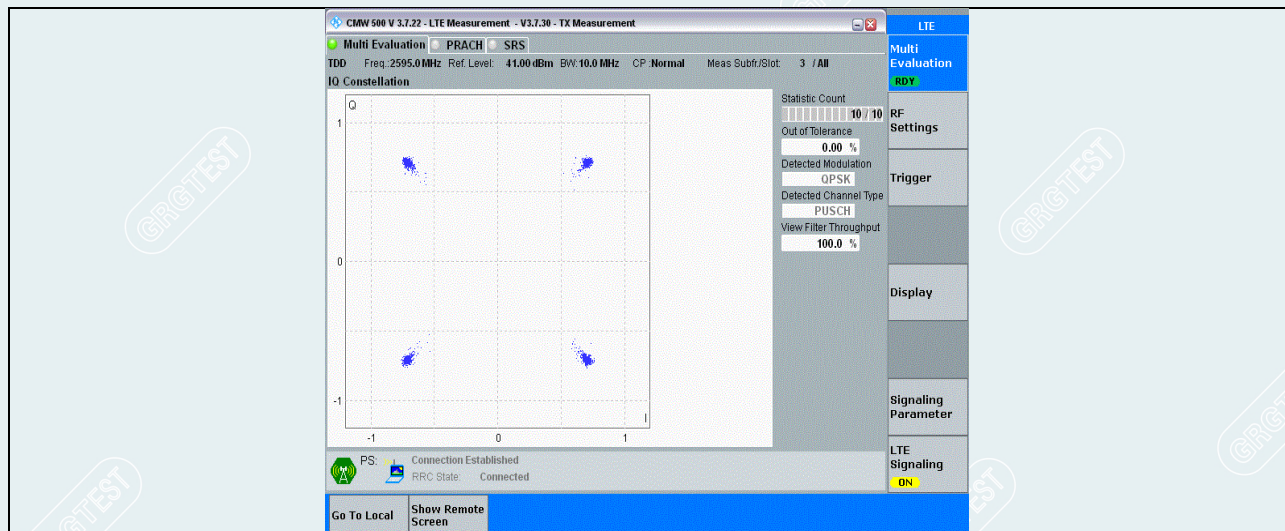 CMW 500 V 3.7.22 - LTE Measurement - V3.7.30 - TX Measurement
LTE
Multi Evaluation PRACH SRS
TDD Freq.:2595.0 MHz Ref. Level: 41.00 dBm BW:10.0 MHz CP :Normal Meas Subfr./Slot: 3 / All
IQ Constellation
Q
1
0
-1
I
-1 0 1
Statistic Count
10 / 10
Out of Tolerance
0.00 %
Detected Modulation
QPSK
Detected Channel Type
PUSCH
View Filter Throughput
100.0 %
Multi
Evaluation
RDY
RF
Settings
Trigger
Display
Signaling
Parameter
LTE
Signaling
ON
PS: Connection Established
RRC State: Connected
Go To Local
Show Remote
Screen
GRGTEST
GRGTEST
GRGTEST
GRGTEST